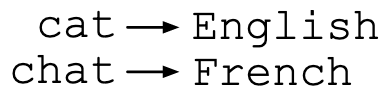 cat → English
chat → French